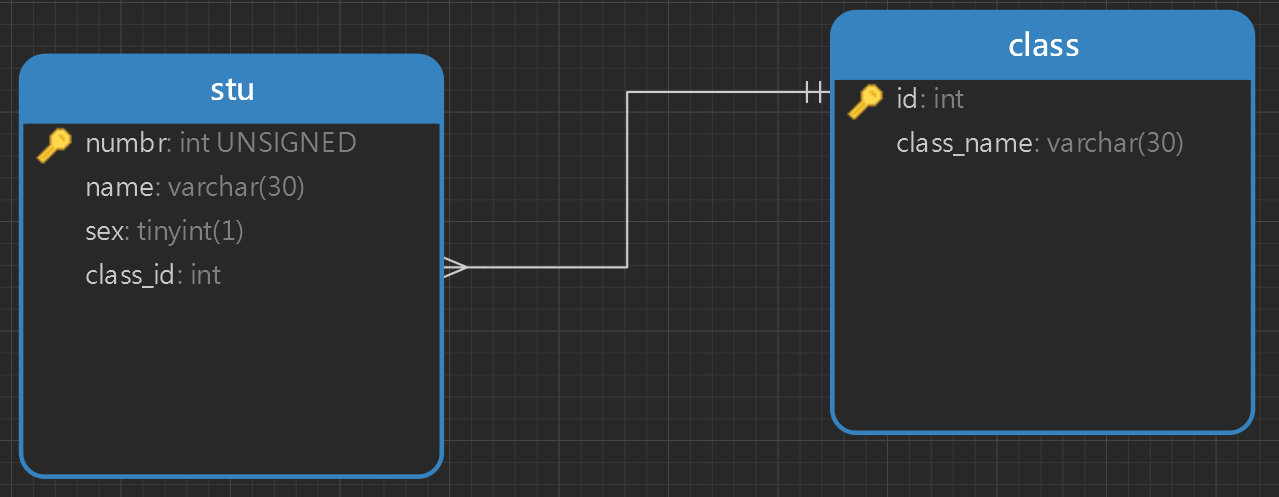 stu
numbr: int UNSIGNED
name: varchar(30)
sex: tinyint(1)
class_id: int
class
id: int
class_name: varchar(30)